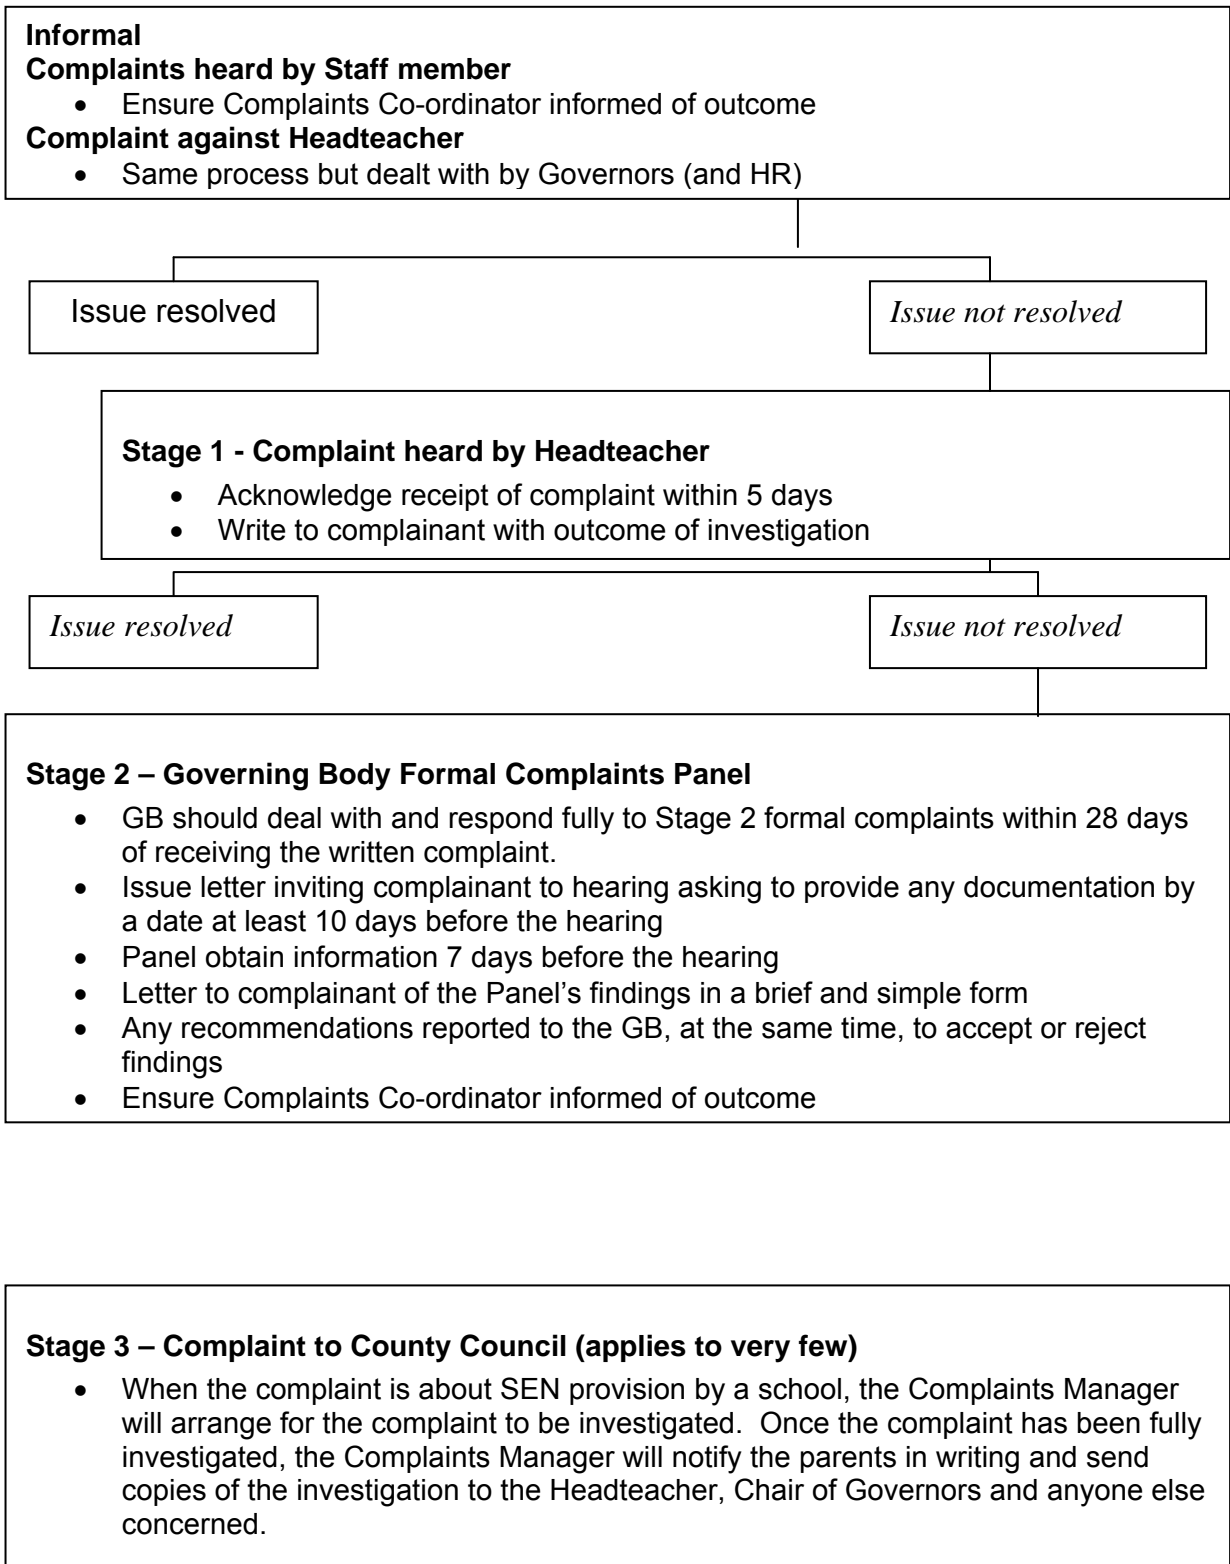 Informal
Complaints heard by Staff member
• Ensure Complaints Co-ordinator informed of outcome
Complaint against Headteacher
• Same process but dealt with by Governors (and HR)
Issue resolved
Issue not resolved
Stage 1 - Complaint heard by Headteacher
• Acknowledge receipt of complaint within 5 days
• Write to complainant with outcome of investigation
Issue resolved
Issue not resolved
Stage 2 – Governing Body Formal Complaints Panel
• GB should deal with and respond fully to Stage 2 formal complaints within 28 days
of receiving the written complaint.
• Issue letter inviting complainant to hearing asking to provide any documentation by
a date at least 10 days before the hearing
• Panel obtain information 7 days before the hearing
• Letter to complainant of the Panel’s findings in a brief and simple form
• Any recommendations reported to the GB, at the same time, to accept or reject
findings
• Ensure Complaints Co-ordinator informed of outcome
Stage 3 – Complaint to County Council (applies to very few)
• When the complaint is about SEN provision by a school, the Complaints Manager
will arrange for the complaint to be investigated.  Once the complaint has been fully
investigated, the Complaints Manager will notify the parents in writing and send
copies of the investigation to the Headteacher, Chair of Governors and anyone else
concerned.